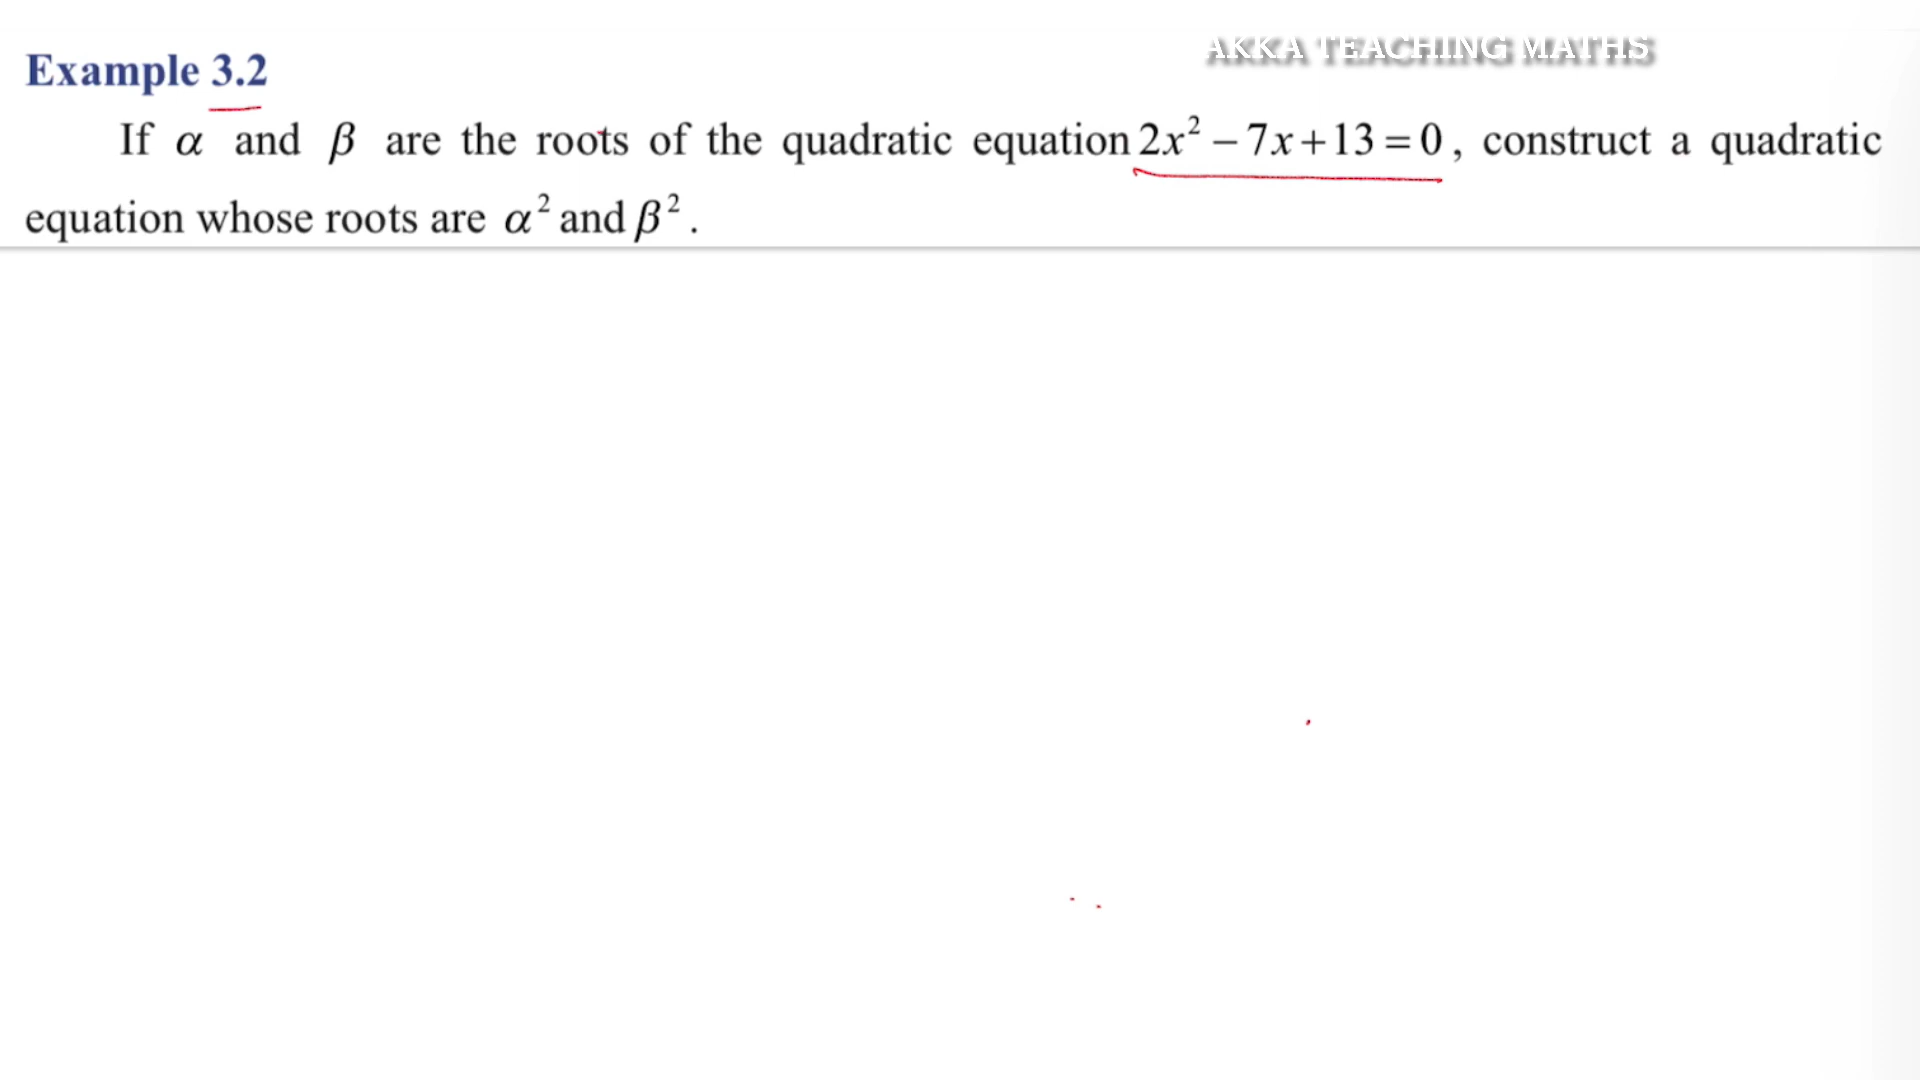 AKKA TEACHING MATHS
Example 3.2
If α and β are the roots of the quadratic equation 2x² − 7x + 13 = 0, construct a quadratic
equation whose roots are α² and β².